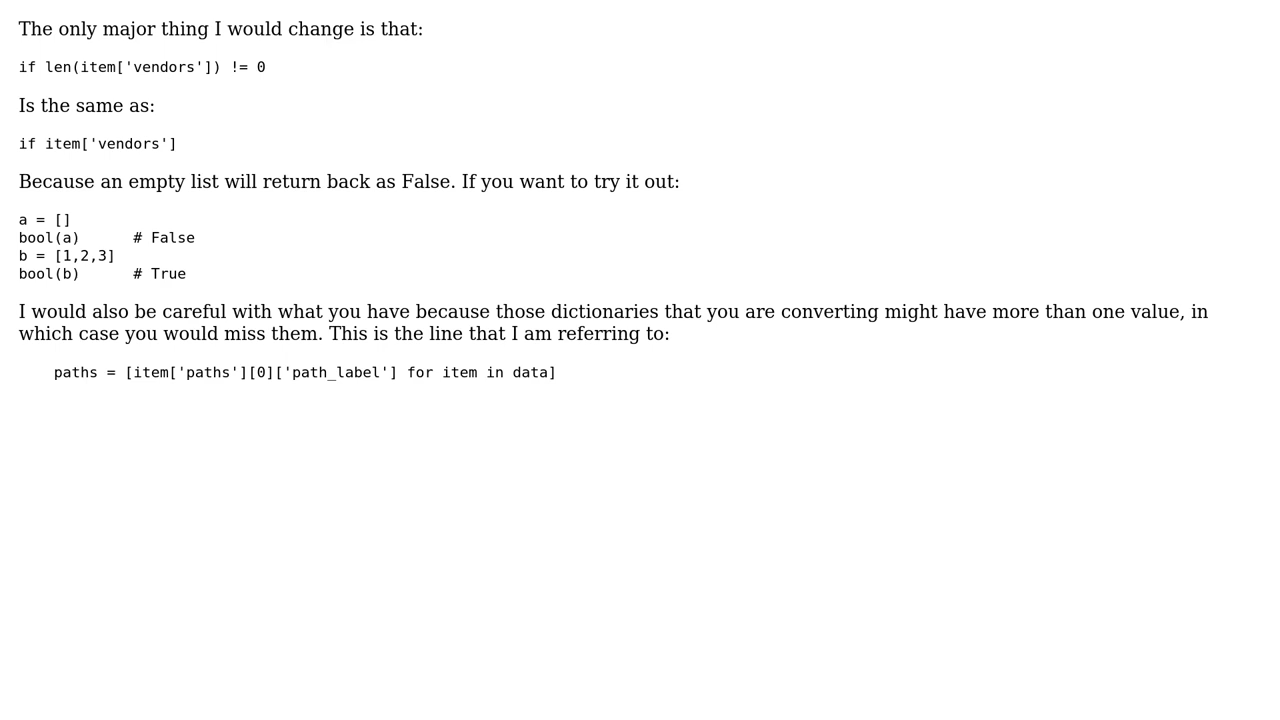 The only major thing I would change is that:
if len(item['vendors']) != 0
Is the same as:
if item['vendors']
Because an empty list will return back as False. If you want to try it out:
a = []
bool(a)      # False
b = [1,2,3]
bool(b)      # True
I would also be careful with what you have because those dictionaries that you are converting might have more than one value, in
which case you would miss them. This is the line that I am referring to:
    paths = [item['paths'][0]['path_label'] for item in data]